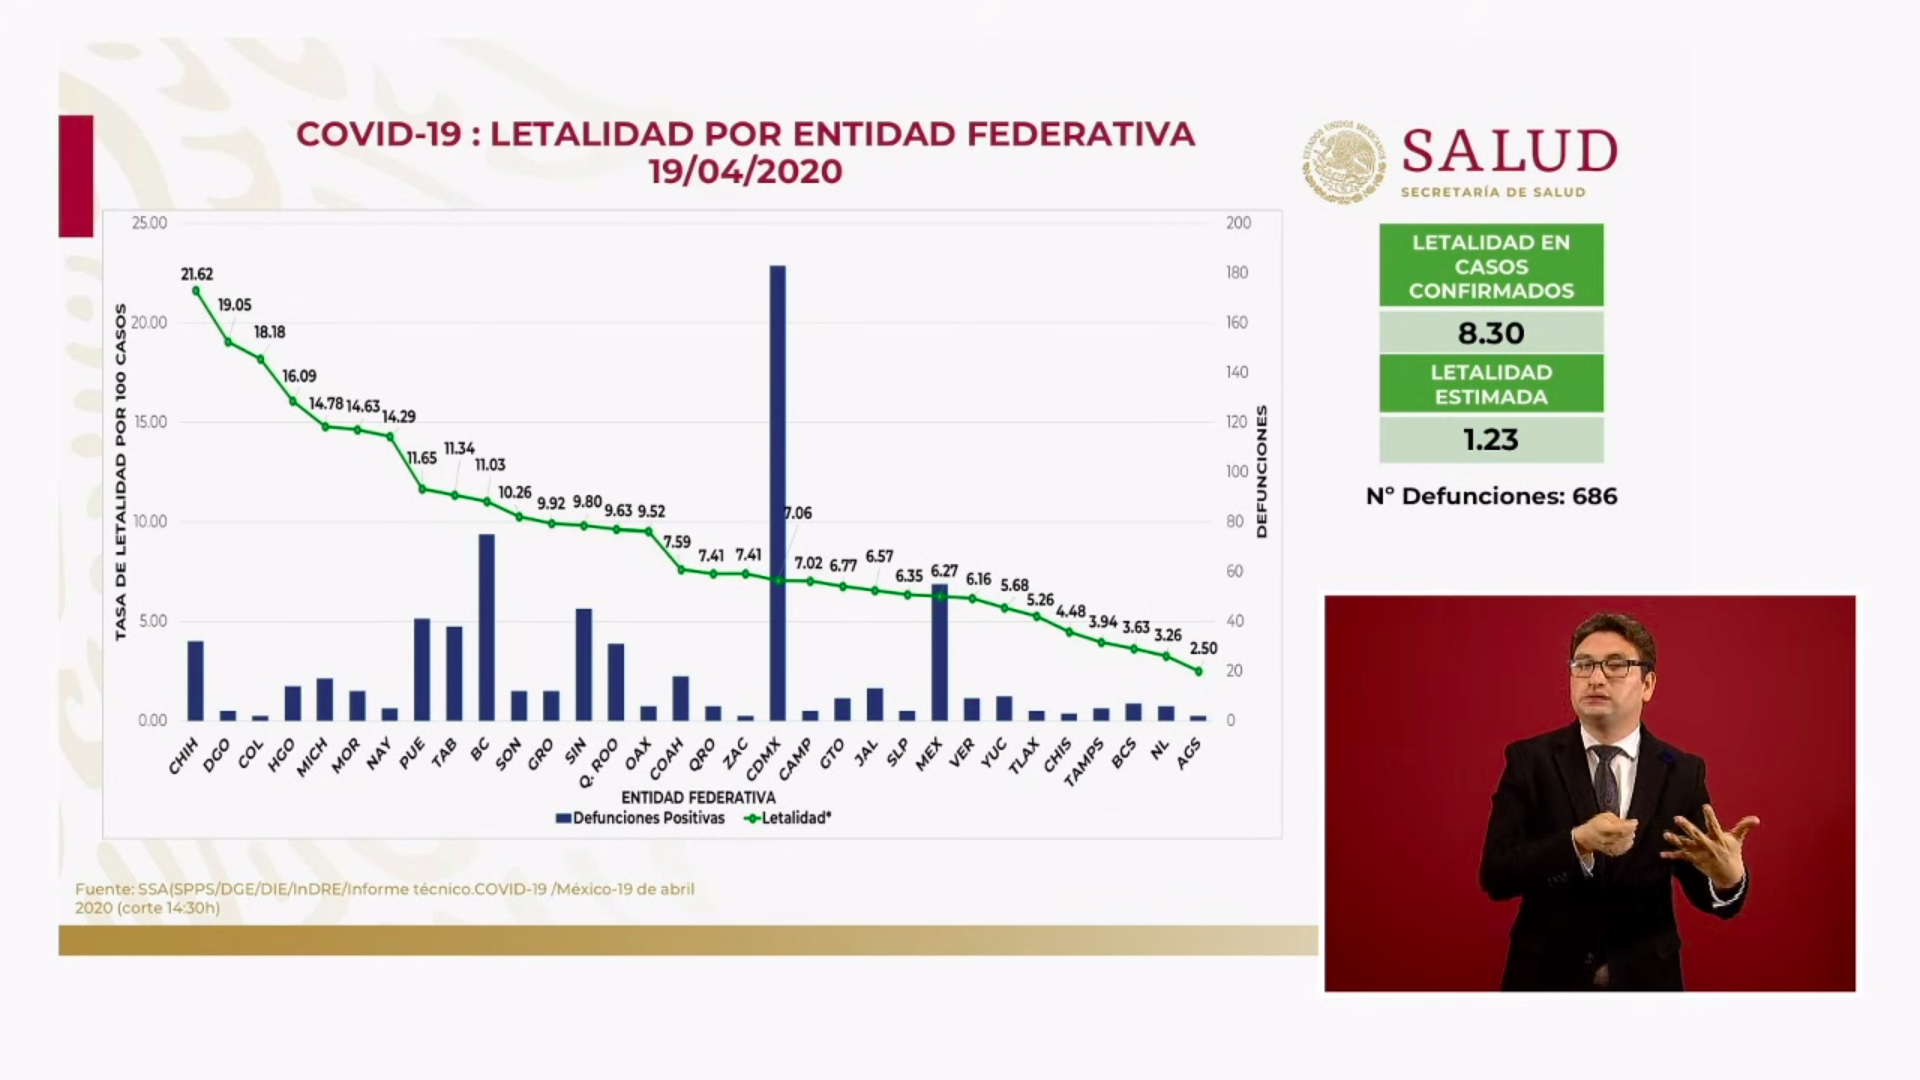 COVID-19 : LETALIDAD POR ENTIDAD FEDERATIVA
19/04/2020
SALUD
SECRETARÍA DE SALUD
LETALIDAD EN
CASOS
CONFIRMADOS
8.30
LETALIDAD
ESTIMADA
1.23
Nº Defunciones: 686
TASA DE LETALIDAD POR 100 CASOS
25.00
20.00
15.00
10.00
5.00
0.00
21.62
19.05
18.18
16.09
14.78
14.63
14.29
11.65
11.34
11.03
10.26
9.92
9.80
9.63
9.52
7.59
7.41
7.41
7.06
7.02
6.77
6.57
6.35
6.27
6.16
5.68
5.26
4.48
3.94
3.63
3.26
2.50
200
180
160
140
120
100
80
60
40
20
0
DEFUNCIONES
CHIH
DGO
COL
HGO
MICH
MOR
NAY
PUE
TAB
BC
SON
GRO
SIN
Q. ROO
OAX
COAH
QRO
ZAC
CDMX
CAMP
GTO
JAL
SLP
MEX
VER
YUC
TLAX
CHIS
TAMPS
BCS
NL
AGS
ENTIDAD FEDERATIVA
Defunciones Positivas
Letalidad*
Fuente: SSA(SPPS/DGE/DIE/InDRE/Informe técnico.COVID-19 /México-19 de abril
2020 (corte 14:30h)